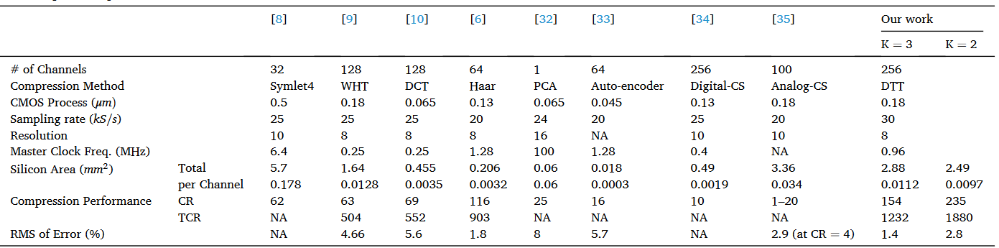 [8] [9] [10] [6] [32] [33] [34] [35] Our work
K = 3 K = 2
# of Channels 32 128 128 64 1 64 256 100 256
Compression Method Symlet4 WHT DCT Haar PCA Auto-encoder Digital-CS Analog-CS DTT
CMOS Process (μm) 0.5 0.18 0.065 0.13 0.065 0.045 0.13 0.18 0.18
Sampling rate (kS/s) 25 25 25 20 24 20 25 20 30
Resolution 10 8 8 8 16 NA 10 10 8
Master Clock Freq. (MHz) 6.4 0.25 0.25 1.28 100 1.28 0.4 NA 0.96
Silicon Area (mm²) Total 5.7 1.64 0.455 0.206 0.06 0.018 0.49 3.36 2.88 2.49
per Channel 0.178 0.0128 0.0035 0.0032 0.06 0.0003 0.0019 0.034 0.0112 0.0097
Compression Performance CR 62 63 69 116 25 16 10 1–20 154 235
TCR NA 504 552 903 NA NA NA NA 1232 1880
RMS of Error (%) NA 4.66 5.6 1.8 8 5.7 NA 2.9 (at CR = 4) 1.4 2.8